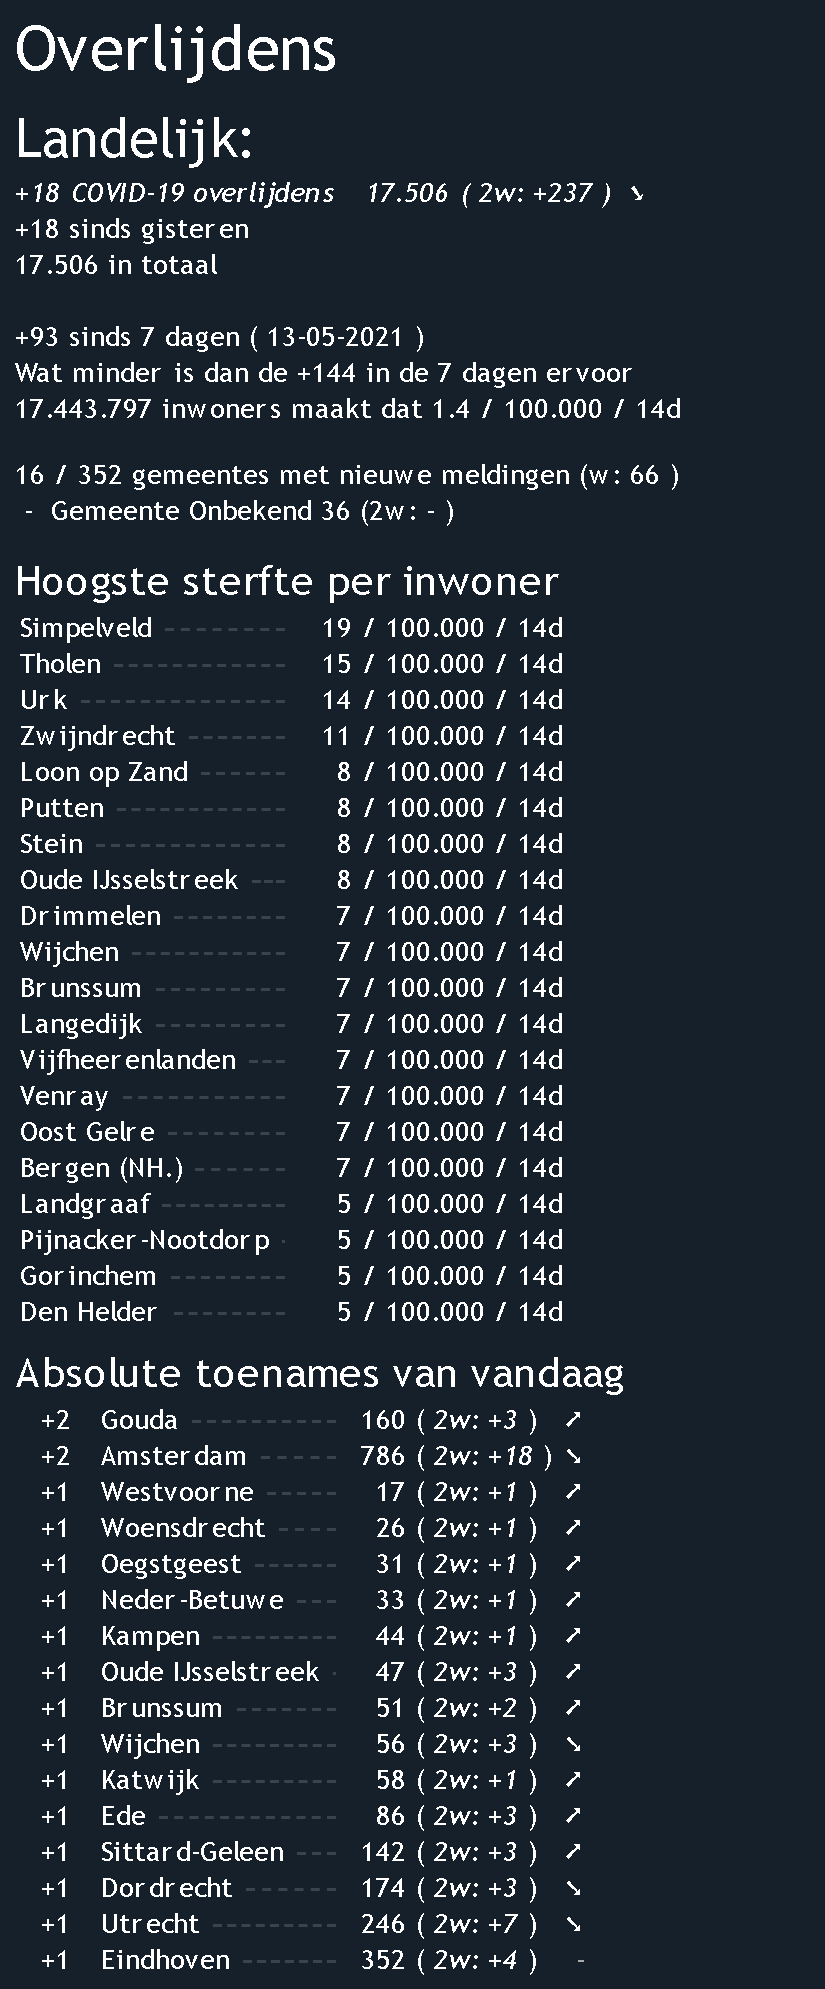 Overlijdens
Landelijk:
+18 COVID-19 overlijdens 17.506 ( 2w: +237 ) ➘
+18 sinds gisteren
17.506 in totaal
+93 sinds 7 dagen ( 13-05-2021 )
Wat minder is dan de +144 in de 7 dagen ervoor
17.443.797 inwoners maakt dat 1.4 / 100.000 / 14d
16 / 352 gemeentes met nieuwe meldingen (w: 66 )
- Gemeente Onbekend 36 (2w: - )
Hoogste sterfte per inwoner
Simpelveld -------- 19 / 100.000 / 14d
Tholen ------------ 15 / 100.000 / 14d
Urk -------------- 14 / 100.000 / 14d
Zwijndrecht ------- 11 / 100.000 / 14d
Loon op Zand ------ 8 / 100.000 / 14d
Putten ------------ 8 / 100.000 / 14d
Stein ------------- 8 / 100.000 / 14d
Oude IJsselstreek --- 8 / 100.000 / 14d
Drimmelen -------- 7 / 100.000 / 14d
Wijchen ----------- 7 / 100.000 / 14d
Brunssum --------- 7 / 100.000 / 14d
Langedijk --------- 7 / 100.000 / 14d
Vijfheerenlanden --- 7 / 100.000 / 14d
Venray ----------- 7 / 100.000 / 14d
Oost Gelre -------- 7 / 100.000 / 14d
Bergen (NH.) ------ 7 / 100.000 / 14d
Landgraaf --------- 5 / 100.000 / 14d
Pijnacker-Nootdorp - 5 / 100.000 / 14d
Gorinchem -------- 5 / 100.000 / 14d
Den Helder -------- 5 / 100.000 / 14d
Absolute toenames van vandaag
+2 Gouda ---------- 160 ( 2w: +3 ) ➚
+2 Amsterdam ----- 786 ( 2w: +18 ) ➘
+1 Westvoorne ----- 17 ( 2w: +1 ) ➚
+1 Woensdrecht ---- 26 ( 2w: +1 ) ➚
+1 Oegstgeest ------ 31 ( 2w: +1 ) ➚
+1 Neder-Betuwe --- 33 ( 2w: +1 ) ➚
+1 Kampen --------- 44 ( 2w: +1 ) ➚
+1 Oude IJsselstreek - 47 ( 2w: +3 ) ➚
+1 Brunssum ------- 51 ( 2w: +2 ) ➚
+1 Wijchen --------- 56 ( 2w: +3 ) ➘
+1 Katwijk --------- 58 ( 2w: +1 ) ➚
+1 Ede ------------ 86 ( 2w: +3 ) ➚
+1 Sittard-Geleen --- 142 ( 2w: +3 ) ➚
+1 Dordrecht ------ 174 ( 2w: +3 ) ➘
+1 Utrecht --------- 246 ( 2w: +7 ) ➘
+1 Eindhoven ------- 352 ( 2w: +4 ) -